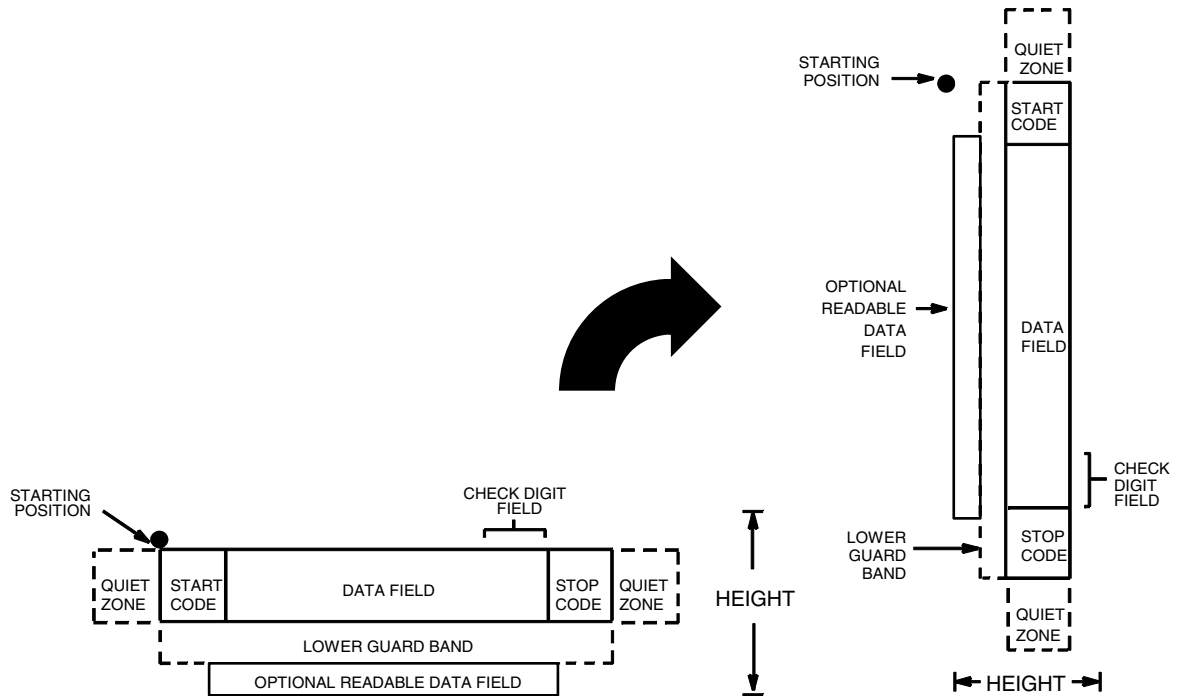 QUIET
ZONE
STARTING
POSITION
START
CODE
OPTIONAL
READABLE
DATA
FIELD
DATA
FIELD
CHECK
DIGIT
FIELD
LOWER
GUARD
BAND
STOP
CODE
QUIET
ZONE
HEIGHT
STARTING
POSITION
CHECK DIGIT
FIELD
QUIET
ZONE
START
CODE
DATA FIELD
STOP
CODE
QUIET
ZONE
HEIGHT
LOWER GUARD BAND
OPTIONAL READABLE DATA FIELD